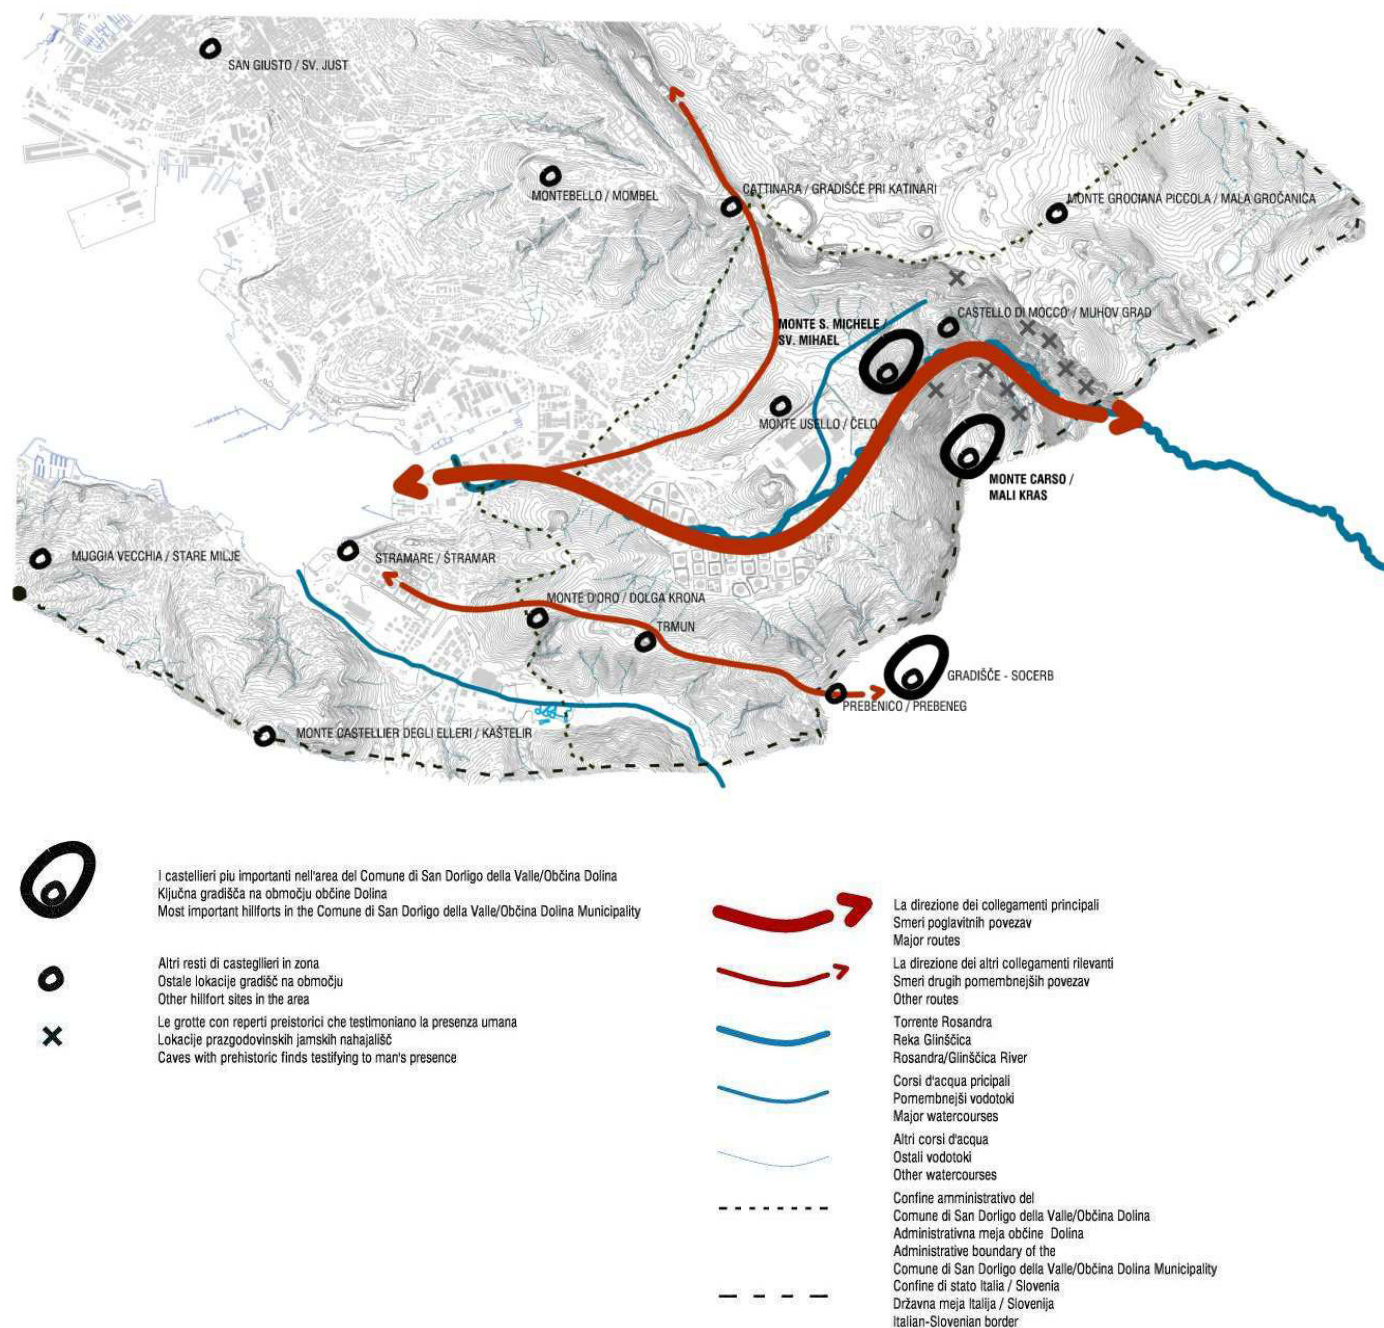 SAN GIUSTO / SV. JUST
MONTEBELLO / MOMBEL
CATTINARA / GRADIŠČE PRI KATINARI
MONTE GROCIANA PICCOLA / MALA GROČANICA
MONTE S. MICHELE /
SV. MIHAEL
CASTELLO DI MOCCO' / MUHOV GRAD
MONTE USELLO / ČELO
MONTE CARSO /
MALI KRAS
MUGGIA VECCHIA / STARE MILJE
STRAMARE / ŠTRAMAR
MONTE D'ORO / DOLGA KRONA
TRMUN
GRADIŠČE - SOCERB
PREBENICO / PREBENEG
MONTE CASTELLIER DEGLI ELLERI / KAŠTELIR
I castellieri piu importanti nell'area del Comune di San Dorligo della Valle/Občina Dolina
Ključna gradišča na območju občine Dolina
Most important hillforts in the Comune di San Dorligo della Valle/Občina Dolina Municipality
Altri resti di castegllieri in zona
Ostale lokacije gradišč na območju
Other hillfort sites in the area
Le grotte con reperti preistorici che testimoniano la presenza umana
Lokacije prazgodovinskih jamskih nahajališč
Caves with prehistoric finds testifying to man's presence
La direzione dei collegamenti principali
Smeri poglavitnih povezav
Major routes
La direzione dei altri collegamenti rilevanti
Smeri drugih pomembnejših povezav
Other routes
Torrente Rosandra
Reka Glinščica
Rosandra/Glinščica River
Corsi d'acqua pricipali
Pomembnejši vodotoki
Major watercourses
Altri corsi d'acqua
Ostali vodotoki
Other watercourses
Confine amministrativo del
Comune di San Dorligo della Valle/Občina Dolina
Administrativna meja občine Dolina
Administrative boundary of the
Comune di San Dorligo della Valle/Občina Dolina Municipality
Confine di stato Italia / Slovenia
Državna meja Italija / Slovenija
Italian-Slovenian border